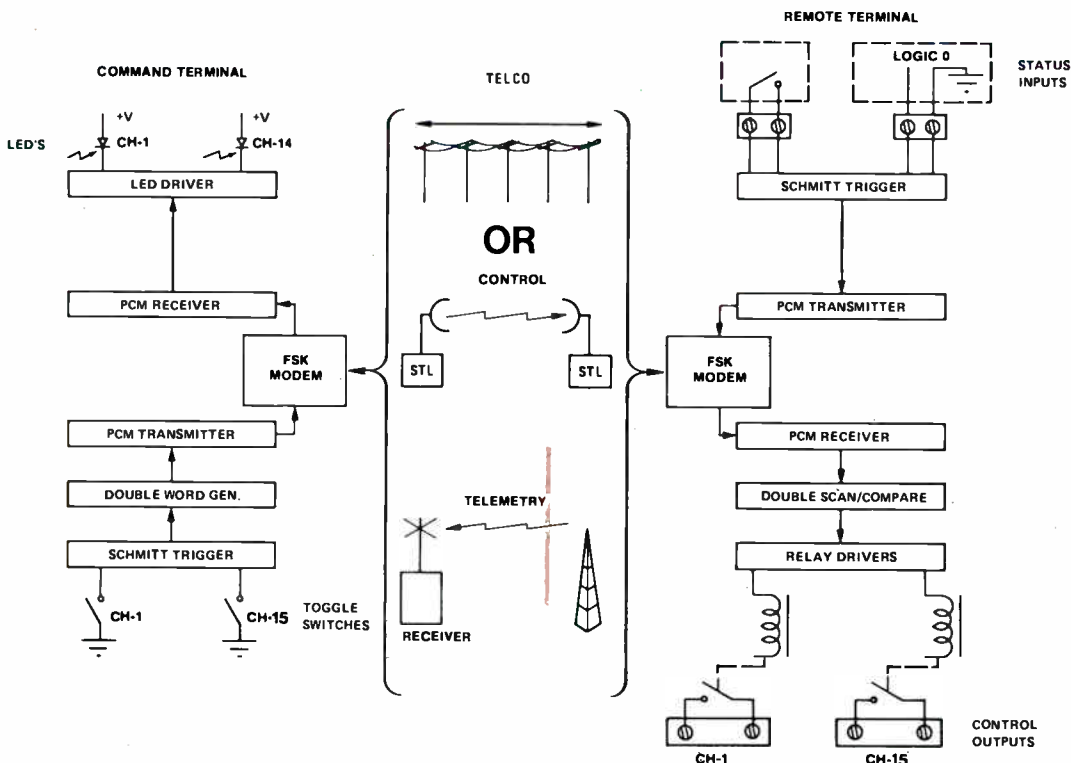 COMMAND TERMINAL
+V
+V
LED'S
CH-1
CH-14
LED DRIVER
PCM RECEIVER
FSK
MODEM
PCM TRANSMITTER
DOUBLE WORD GEN.
SCHMITT TRIGGER
CH-1
CH-15
TOGGLE
SWITCHES
TELCO
OR
CONTROL
STL
STL
TELEMETRY
RECEIVER
REMOTE TERMINAL
LOGIC 0
STATUS
INPUTS
SCHMITT TRIGGER
PCM TRANSMITTER
FSK
MODEM
PCM RECEIVER
DOUBLE SCAN/COMPARE
RELAY DRIVERS
CONTROL
OUTPUTS
CH-1
CH-15